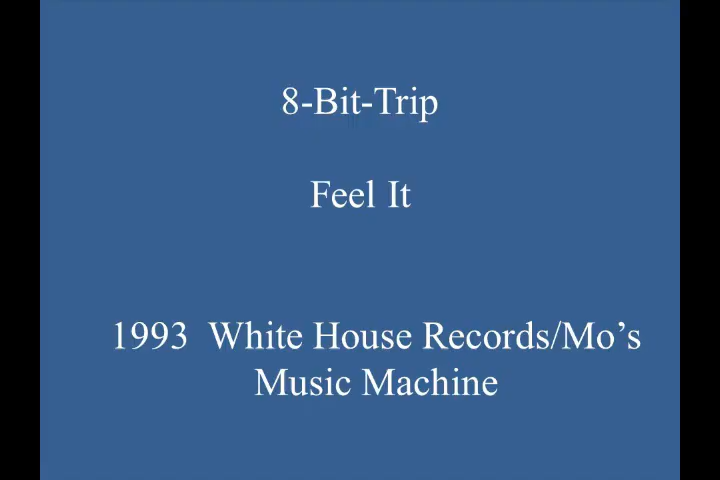 8-Bit-Trip
Feel It
1993  White House Records/Mo’s
Music Machine